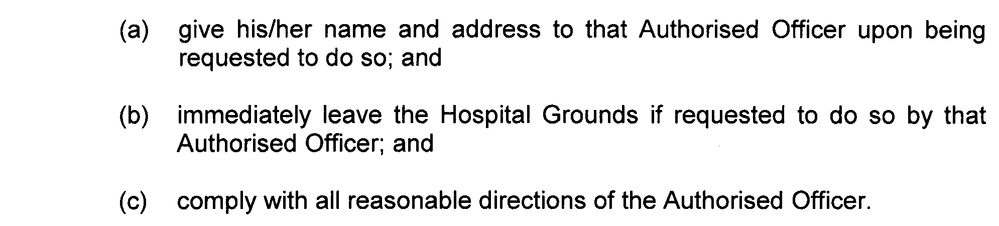 (a) give his/her name and address to that Authorised Officer upon being
requested to do so; and
(b) immediately leave the Hospital Grounds if requested to do so by that
Authorised Officer; and
(c) comply with all reasonable directions of the Authorised Officer.